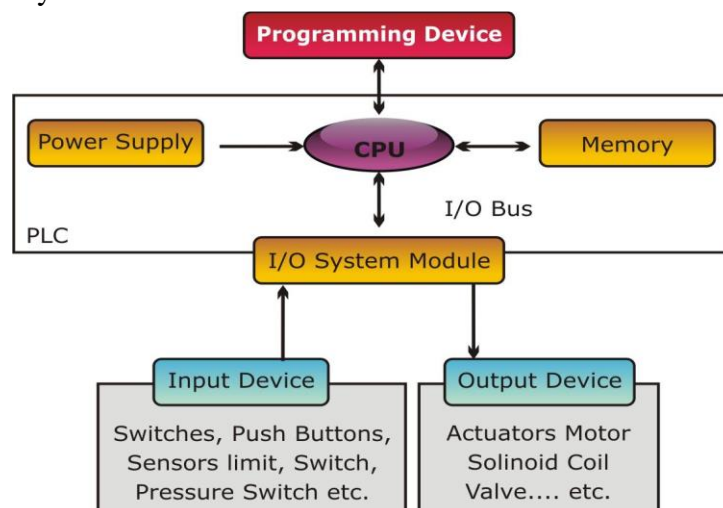 Programming Device
Power Supply
CPU
Memory
I/O Bus
PLC
I/O System Module
Input Device
Output Device
Switches, Push Buttons,
Sensors limit, Switch,
Pressure Switch etc.
Actuators Motor
Solinoid Coil
Valve.... etc.